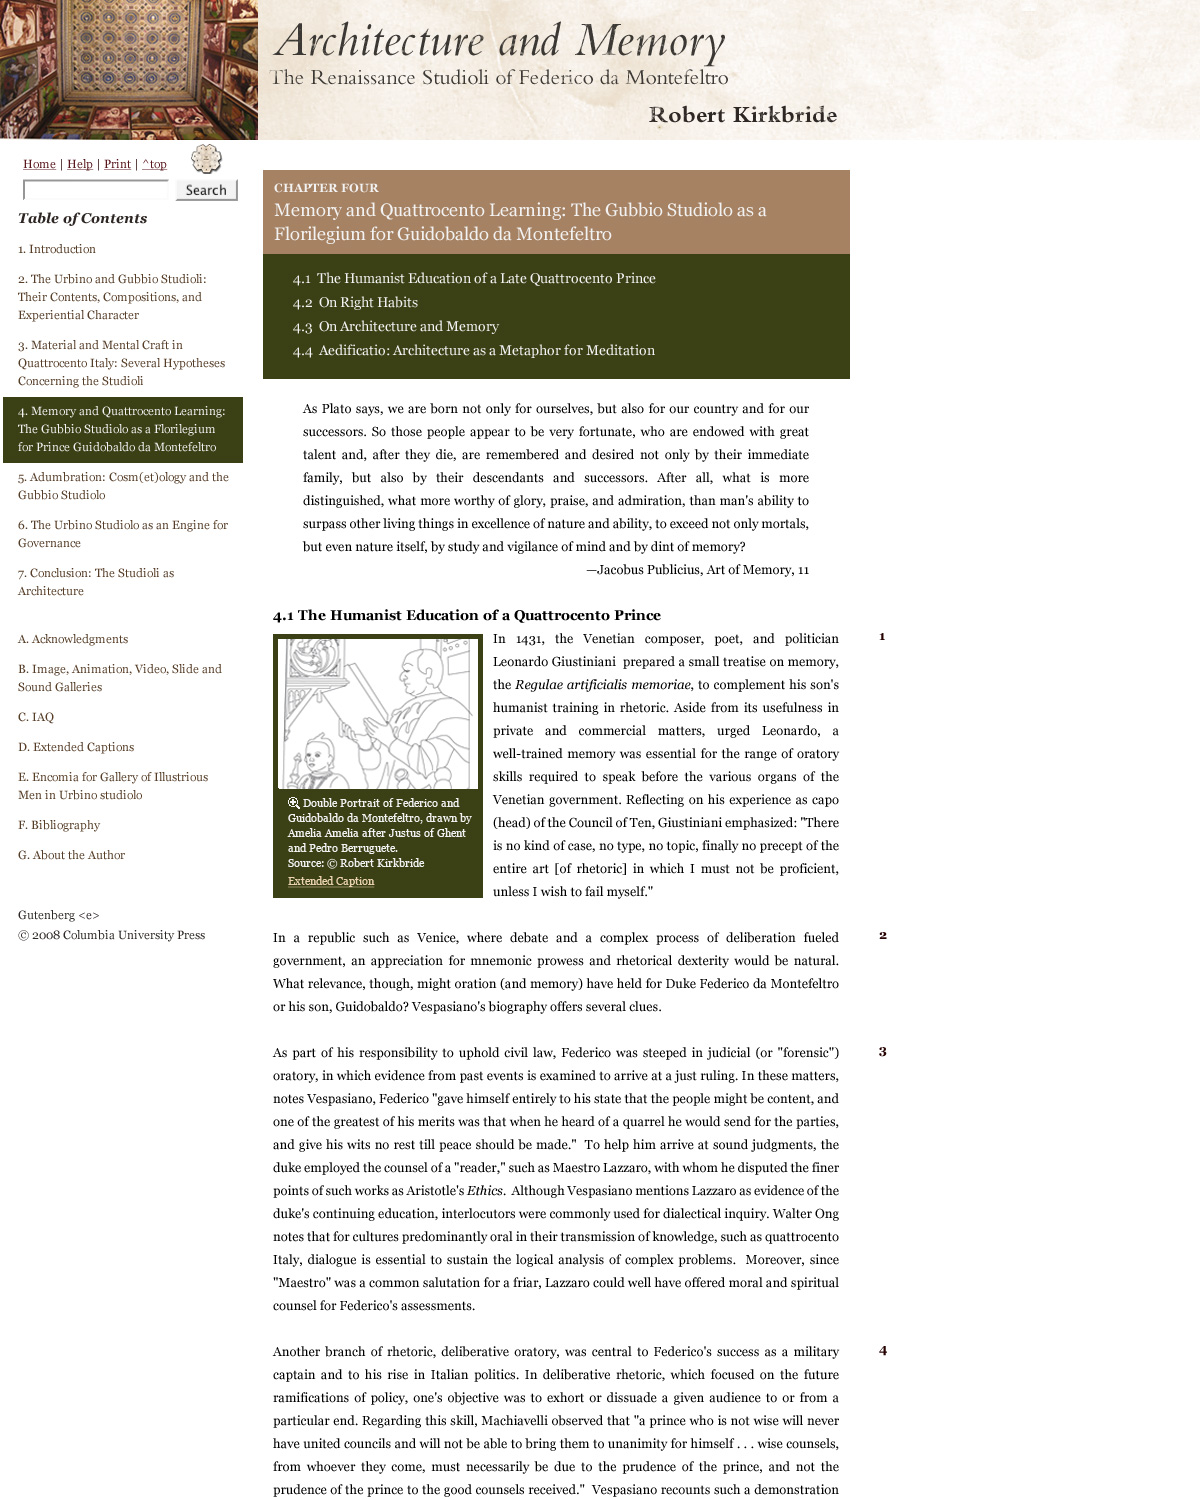 Architecture and Memory
The Renaissance Studioli of Federico da Montefeltro
Robert Kirkbride
Home | Help | Print | ^top
Search
Table of Contents
1. Introduction
2. The Urbino and Gubbio Studioli:
Their Contents, Compositions, and
Experiential Character
3. Material and Mental Craft in
Quattrocento Italy: Several Hypotheses
Concerning the Studioli
4. Memory and Quattrocento Learning:
The Gubbio Studiolo as a Florilegium
for Prince Guidobaldo da Montefeltro
5. Adumbration: Cosm(et)ology and the
Gubbio Studiolo
6. The Urbino Studiolo as an Engine for
Governance
7. Conclusion: The Studioli as
Architecture
A. Acknowledgments
B. Image, Animation, Video, Slide and
Sound Galleries
C. IAQ
D. Extended Captions
E. Encomia for Gallery of Illustrious
Men in Urbino studiolo
F. Bibliography
G. About the Author
Gutenberg <e>
© 2008 Columbia University Press
CHAPTER FOUR
Memory and Quattrocento Learning: The Gubbio Studiolo as a
Florilegium for Guidobaldo da Montefeltro
4.1 The Humanist Education of a Late Quattrocento Prince
4.2 On Right Habits
4.3 On Architecture and Memory
4.4 Aedificatio: Architecture as a Metaphor for Meditation
As Plato says, we are born not only for ourselves, but also for our country and for our
successors. So those people appear to be very fortunate, who are endowed with great
talent and, after they die, are remembered and desired not only by their immediate
family, but also by their descendants and successors. After all, what is more
distinguished, what more worthy of glory, praise, and admiration, than man's ability to
surpass other living things in excellence of nature and ability, to exceed not only mortals,
but even nature itself, by study and vigilance of mind and by dint of memory?
—Jacobus Publicius, Art of Memory, 11
4.1 The Humanist Education of a Quattrocento Prince
Double Portrait of Federico and
Guidobaldo da Montefeltro, drawn by
Amelia Amelia after Justus of Ghent
and Pedro Berruguete.
Source: © Robert Kirkbride
Extended Caption
In 1431, the Venetian composer, poet, and politician
1
Leonardo Giustiniani prepared a small treatise on memory,
the Regulae artificialis memoriae, to complement his son's
humanist training in rhetoric. Aside from its usefulness in
private and commercial matters, urged Leonardo, a
well-trained memory was essential for the range of oratory
skills required to speak before the various organs of the
Venetian government. Reflecting on his experience as capo
(head) of the Council of Ten, Giustiniani emphasized: "There
is no kind of case, no type, no topic, finally no precept of the
entire art [of rhetoric] in which I must not be proficient,
unless I wish to fail myself."
In a republic such as Venice, where debate and a complex process of deliberation fueled
2
government, an appreciation for mnemonic prowess and rhetorical dexterity would be natural.
What relevance, though, might oration (and memory) have held for Duke Federico da Montefeltro
or his son, Guidobaldo? Vespasiano's biography offers several clues.
As part of his responsibility to uphold civil law, Federico was steeped in judicial (or "forensic")
3
oratory, in which evidence from past events is examined to arrive at a just ruling. In these matters,
notes Vespasiano, Federico "gave himself entirely to his state that the people might be content, and
one of the greatest of his merits was that when he heard of a quarrel he would send for the parties,
and give his wits no rest till peace should be made." To help him arrive at sound judgments, the
duke employed the counsel of a "reader," such as Maestro Lazzaro, with whom he disputed the finer
points of such works as Aristotle's Ethics. Although Vespasiano mentions Lazzaro as evidence of the
duke's continuing education, interlocutors were commonly used for dialectical inquiry. Walter Ong
notes that for cultures predominantly oral in their transmission of knowledge, such as quattrocento
Italy, dialogue is essential to sustain the logical analysis of complex problems. Moreover, since
"Maestro" was a common salutation for a friar, Lazzaro could well have offered moral and spiritual
counsel for Federico's assessments.
Another branch of rhetoric, deliberative oratory, was central to Federico's success as a military
4
captain and to his rise in Italian politics. In deliberative rhetoric, which focused on the future
ramifications of policy, one's objective was to exhort or dissuade a given audience to or from a
particular end. Regarding this skill, Machiavelli observed that "a prince who is not wise will never
have united councils and will not be able to bring them to unanimity for himself . . . wise counsels,
from whoever they come, must necessarily be due to the prudence of the prince, and not the
prudence of the prince to the good counsels received." Vespasiano recounts such a demonstration